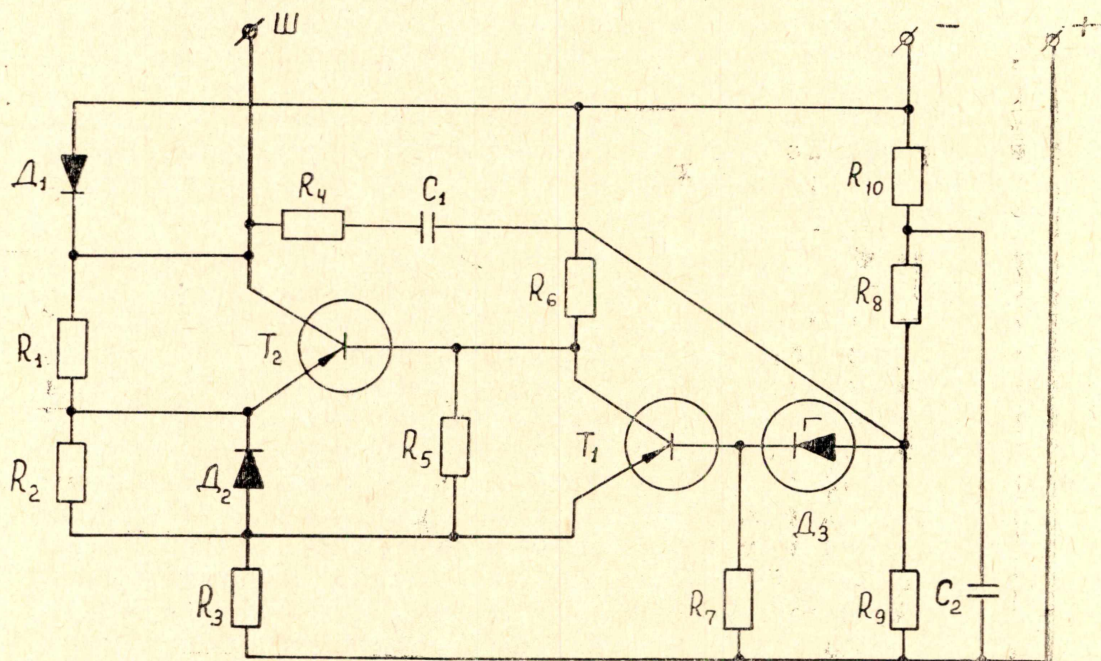 Ш
-
+
Д₁
R₄
C₁
R₁₀
R₆
R₈
R₁
T₂
R₅
T₁
R₂
Д₂
Д₃
R₃
R₇
R₉
C₂